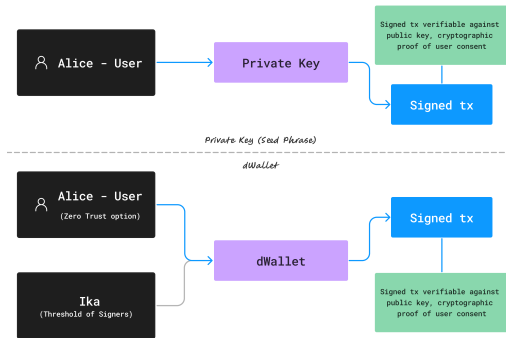 Alice - User
Private Key
Signed tx verifiable against
public key, cryptographic
proof of user consent
Signed tx
Private Key (Seed Phrase)
dWallet
Alice - User
(Zero Trust option)
Ika
(Threshold of Signers)
dWallet
Signed tx
Signed tx verifiable against
public key, cryptographic
proof of user consent